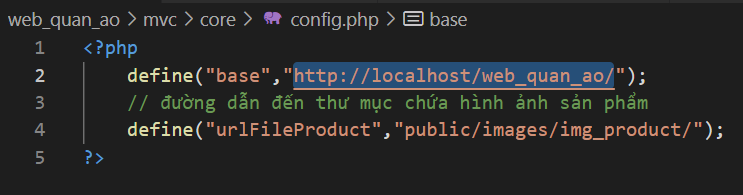 web_quan_ao > mvc > core > config.php > base
1 <?php
2 define("base","http://localhost/web_quan_ao/");
3 // đường dẫn đến thư mục chứa hình ảnh sản phẩm
4 define("urlFileProduct","public/images/img_product/");
5 ?>